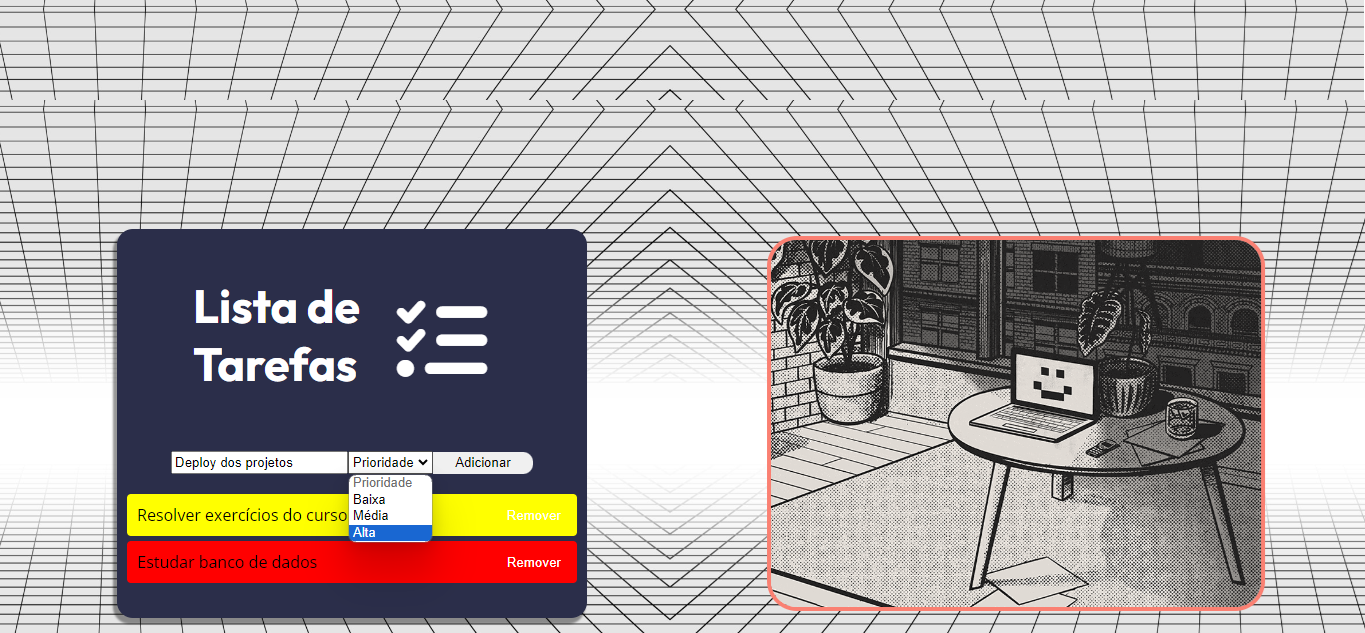 Lista de
Tarefas
Deploy dos projetos Prioridade Adicionar
Prioridade
Baixa
Média
Alta
Resolver exercícios do curso Remover
Estudar banco de dados Remover